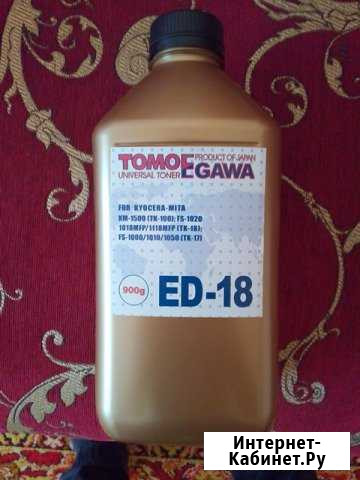 TOMOEGAWA
PRODUCT OF JAPAN
UNIVERSAL TONER
FOR KYOCERA-MITA
KM-1500 (TK-100); FS-1020
1018MFP/1118MFP (TK-18);
FS-1000/1010/1050 (TK-17)
900g
ED-18
Интернет-
Кабинет.Ру